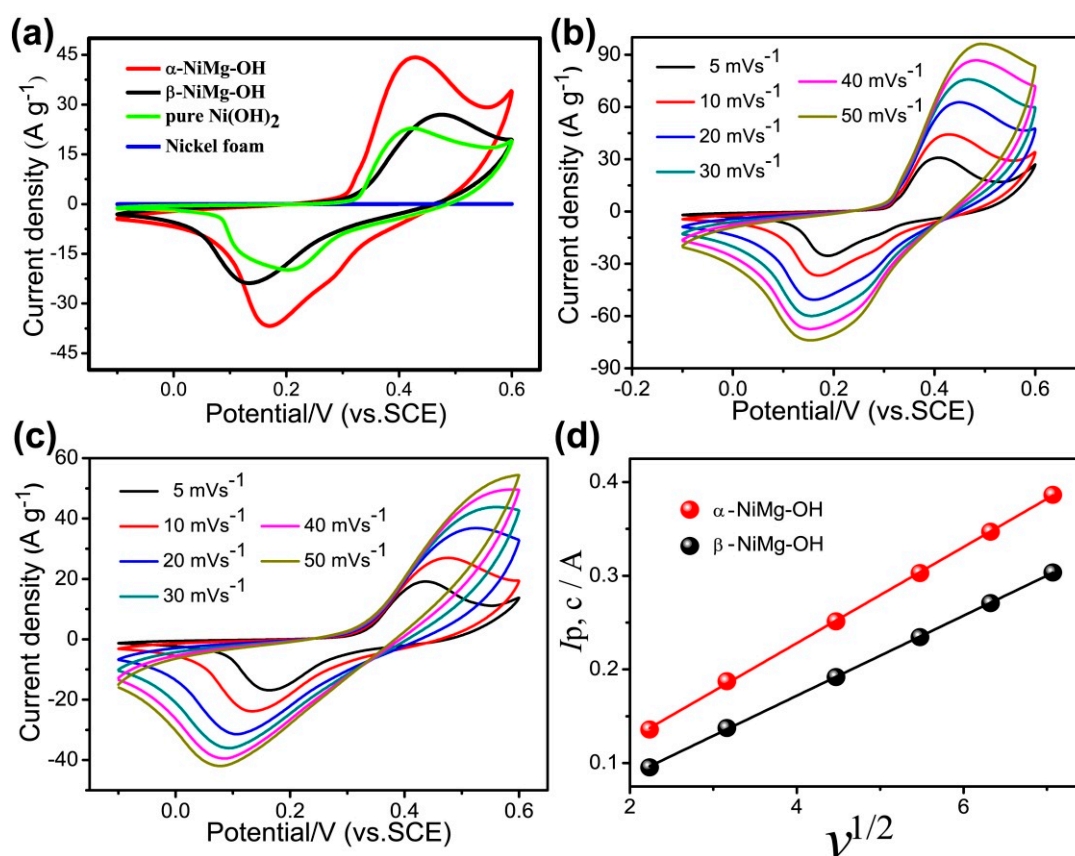 (a)
Current density (A g⁻¹)
45
30
15
0
-15
-30
-45
α-NiMg-OH
β-NiMg-OH
pure Ni(OH)₂
Nickel foam
0.0 0.2 0.4 0.6
Potential/V (vs.SCE)
(b)
Current density (A g⁻¹)
90
60
30
0
-30
-60
-90
5 mVs⁻¹
10 mVs⁻¹
20 mVs⁻¹
30 mVs⁻¹
40 mVs⁻¹
50 mVs⁻¹
-0.2 0.0 0.2 0.4 0.6
Potential/V (vs.SCE)
(c)
Current density (A g⁻¹)
60
40
20
0
-20
-40
5 mVs⁻¹
10 mVs⁻¹
20 mVs⁻¹
30 mVs⁻¹
40 mVs⁻¹
50 mVs⁻¹
0.0 0.2 0.4 0.6
Potential/V (vs.SCE)
(d)
Ip, c / A
0.4
0.3
0.2
0.1
α-NiMg-OH
β-NiMg-OH
2 4 6
ν¹ᐟ²